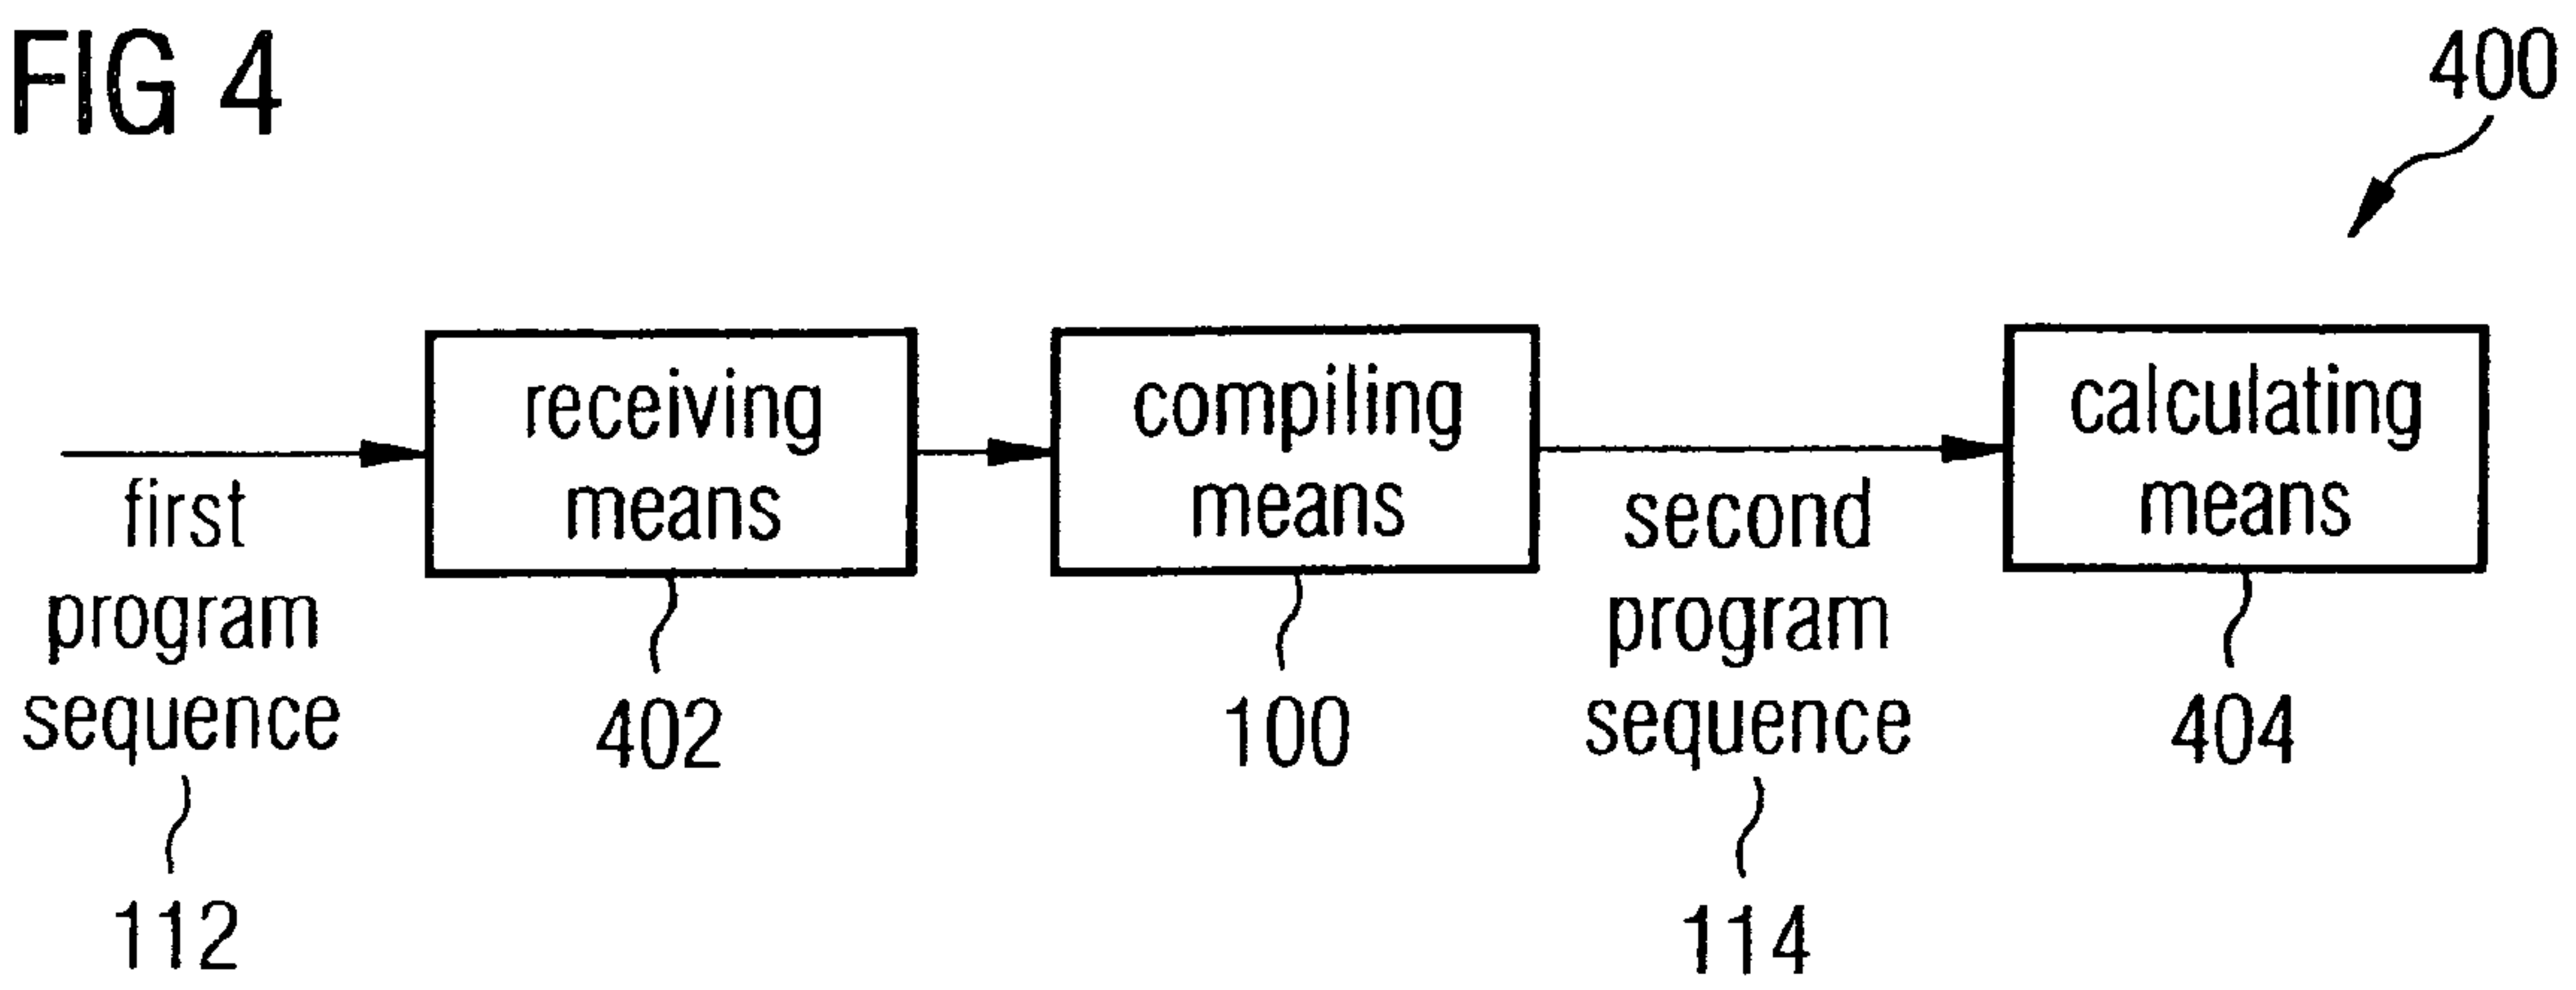 FIG 4
400
receiving
means
compiling
means
calculating
means
first
program
sequence
second
program
sequence
402
100
404
112
114